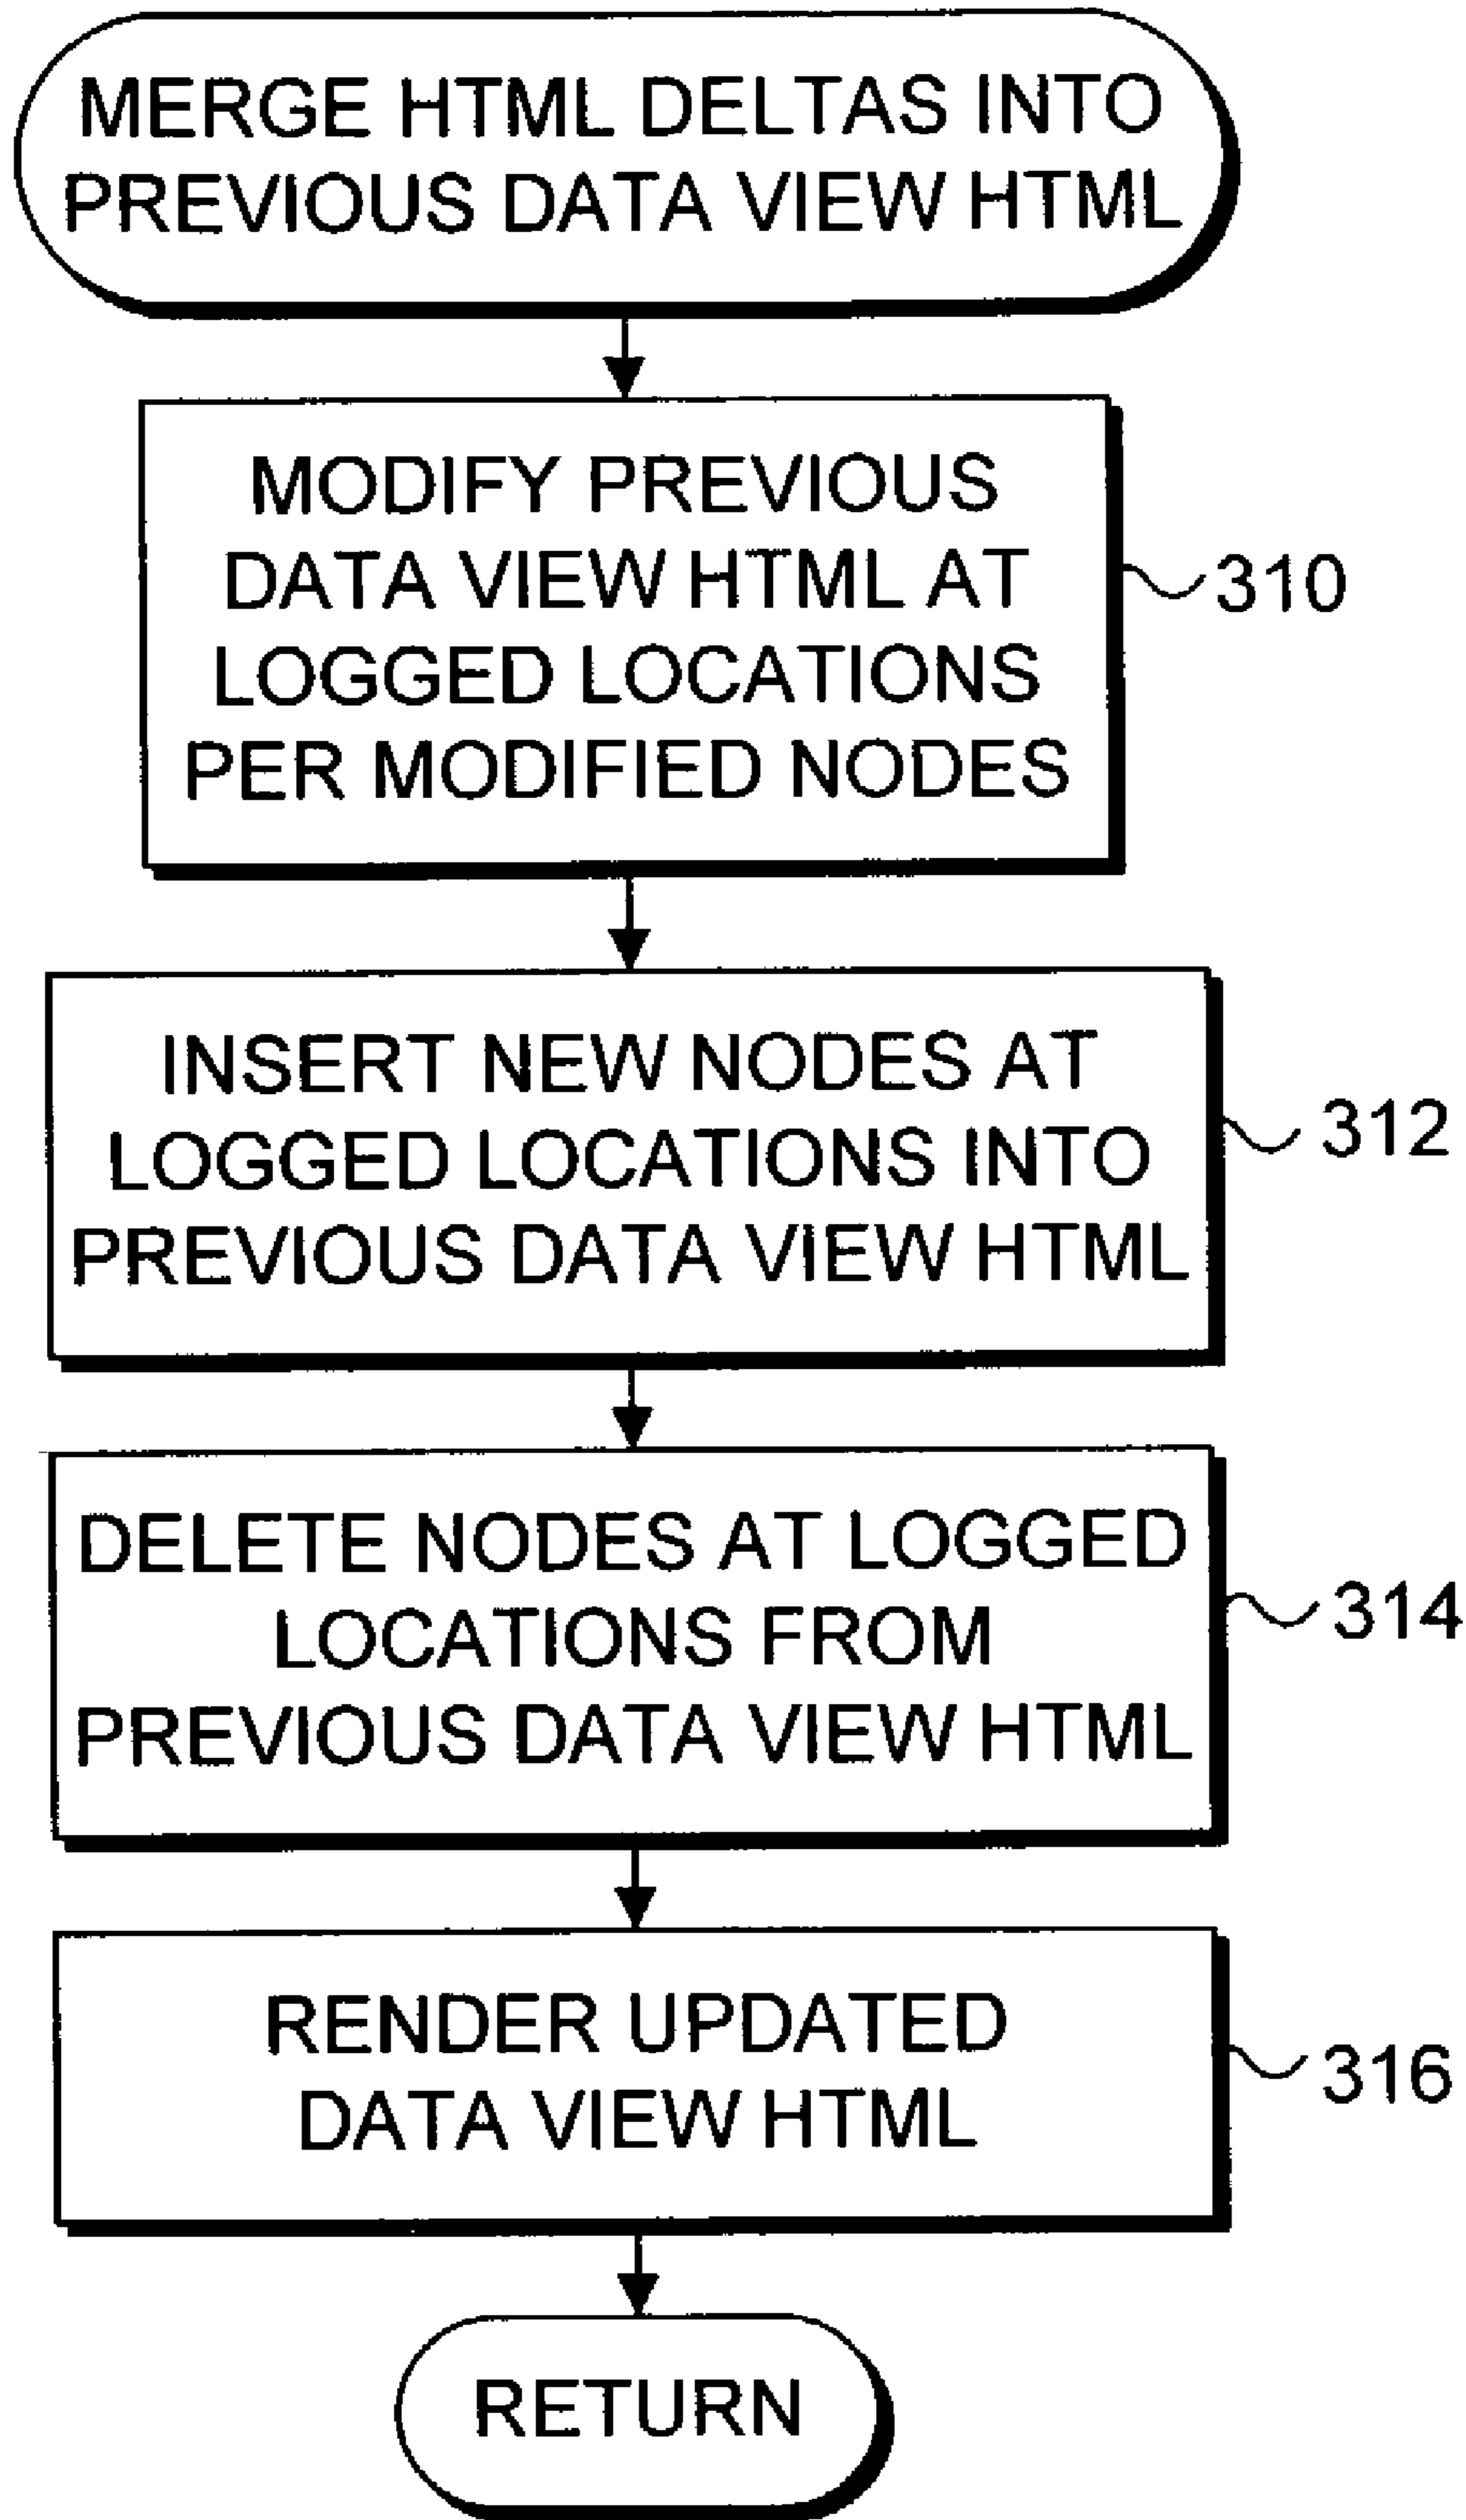 MERGE HTML DELTAS INTO
PREVIOUS DATA VIEW HTML
MODIFY PREVIOUS
DATA VIEW HTML AT
LOGGED LOCATIONS
PER MODIFIED NODES
310
INSERT NEW NODES AT
LOGGED LOCATIONS INTO
PREVIOUS DATA VIEW HTML
312
DELETE NODES AT LOGGED
LOCATIONS FROM
PREVIOUS DATA VIEW HTML
314
RENDER UPDATED
DATA VIEW HTML
316
RETURN